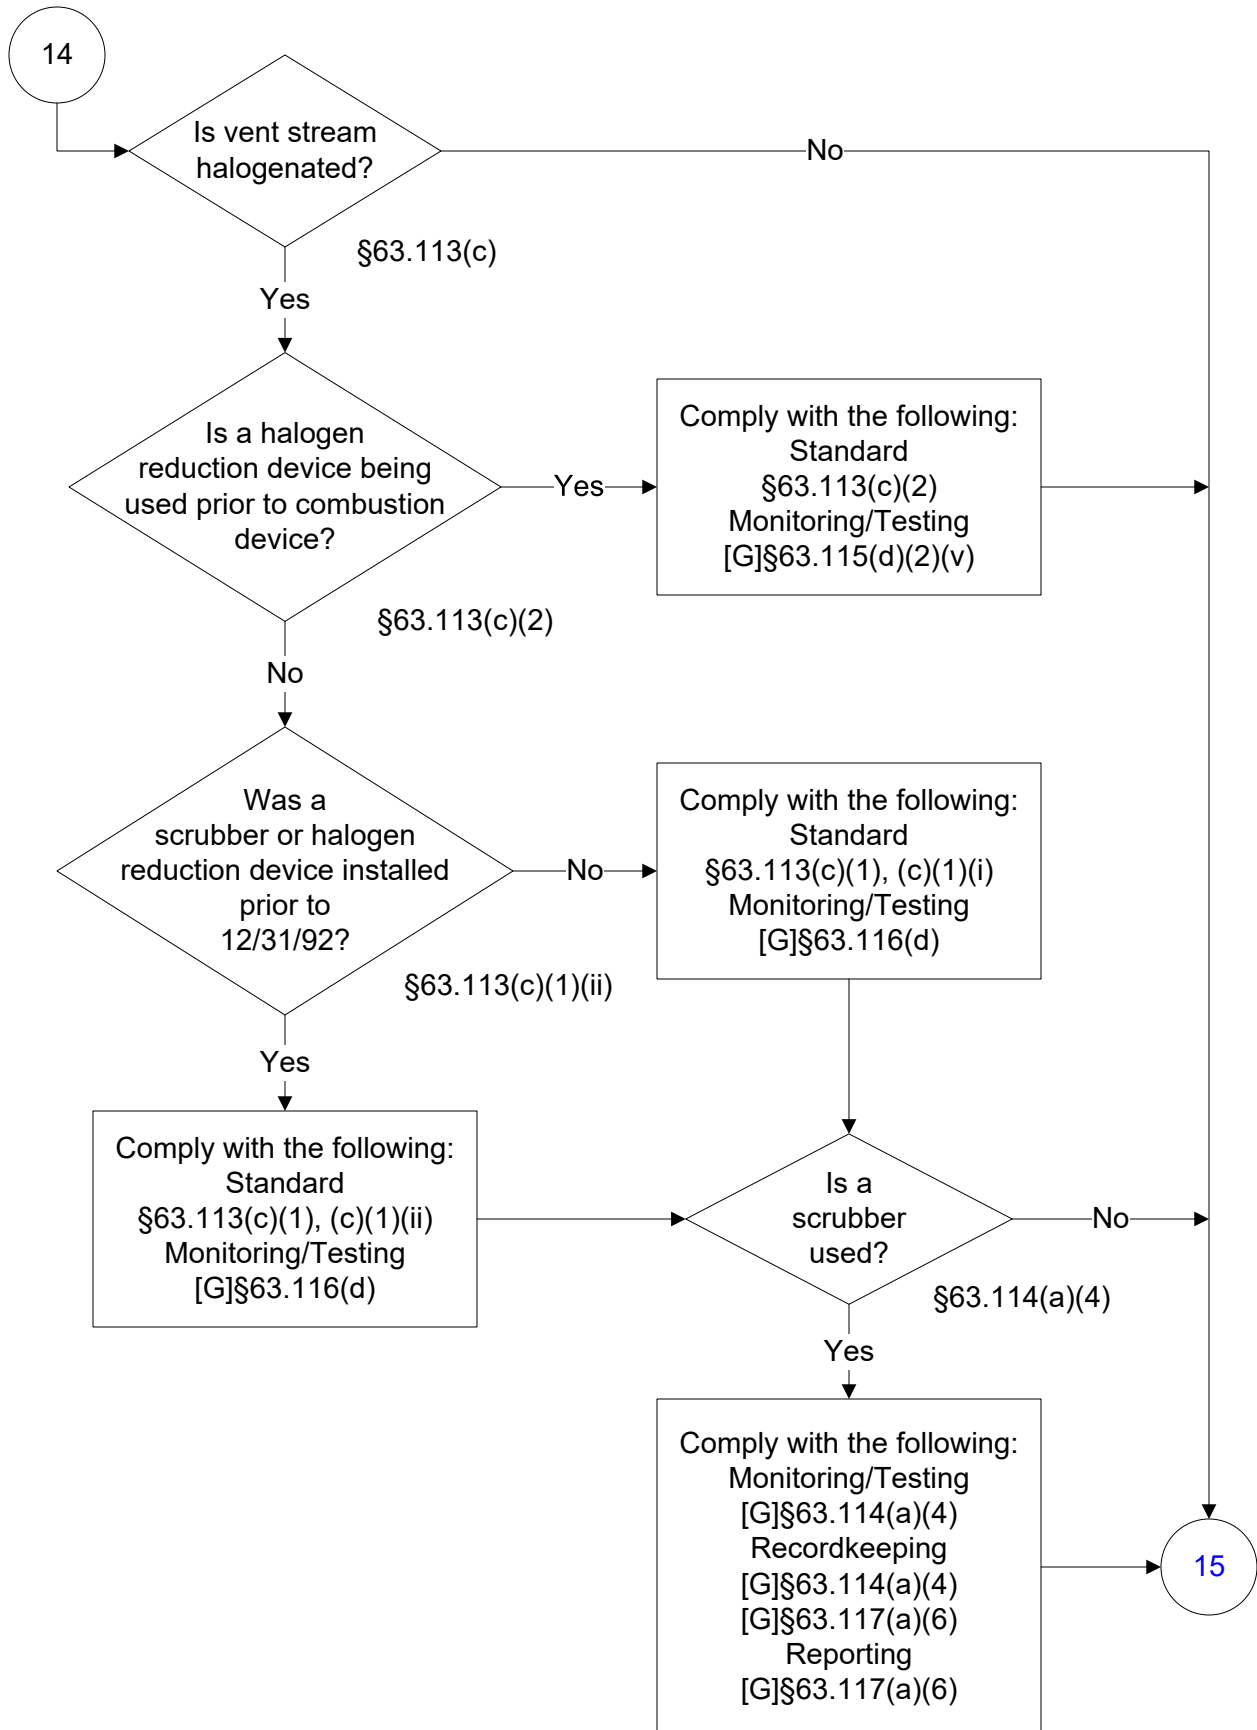 14
Is vent stream
halogenated?
No
§63.113(c)
Yes
Is a halogen
reduction device being
used prior to combustion
device?
Yes
Comply with the following:
Standard
§63.113(c)(2)
Monitoring/Testing
[G]§63.115(d)(2)(v)
§63.113(c)(2)
No
Was a
scrubber or halogen
reduction device installed
prior to
12/31/92?
No
Comply with the following:
Standard
§63.113(c)(1), (c)(1)(i)
Monitoring/Testing
[G]§63.116(d)
§63.113(c)(1)(ii)
Yes
Comply with the following:
Standard
§63.113(c)(1), (c)(1)(ii)
Monitoring/Testing
[G]§63.116(d)
Is a
scrubber
used?
No
§63.114(a)(4)
Yes
Comply with the following:
Monitoring/Testing
[G]§63.114(a)(4)
Recordkeeping
[G]§63.114(a)(4)
[G]§63.117(a)(6)
Reporting
[G]§63.117(a)(6)
15